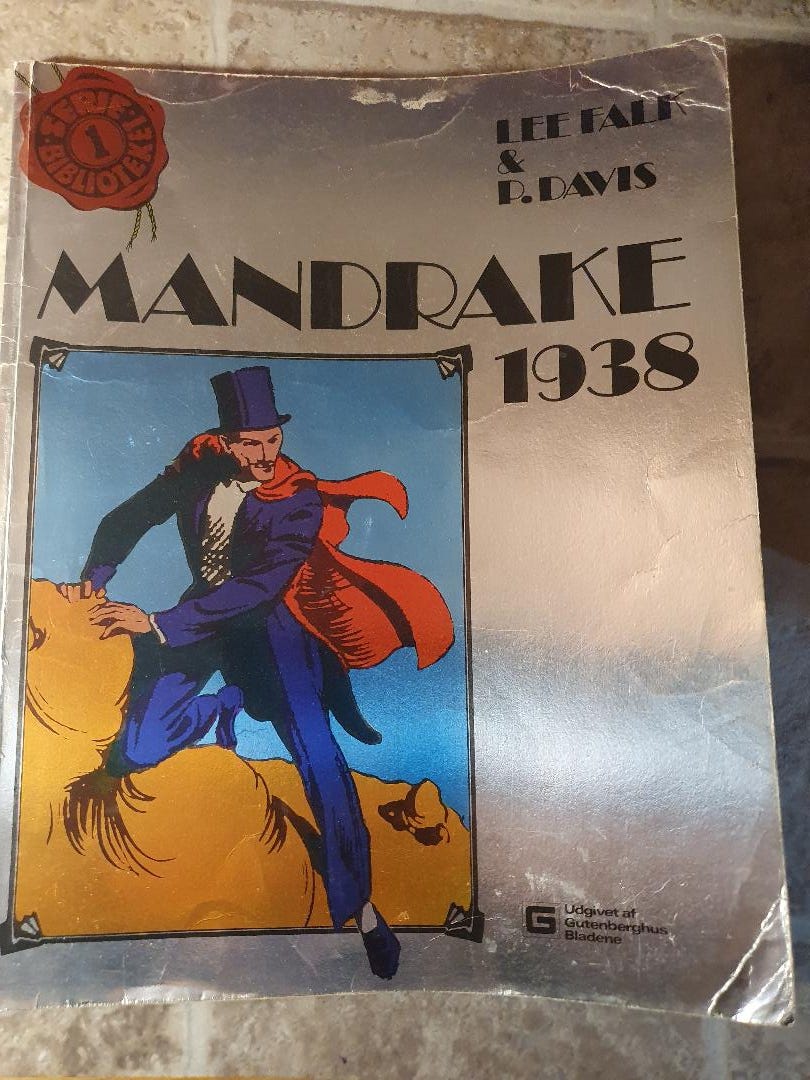 SERIE
1
BIBLIOTEKET
LEE FALK
&
P. DAVIS
MANDRAKE
1938
G
Udgivet af
Gutenberghus
Bladene